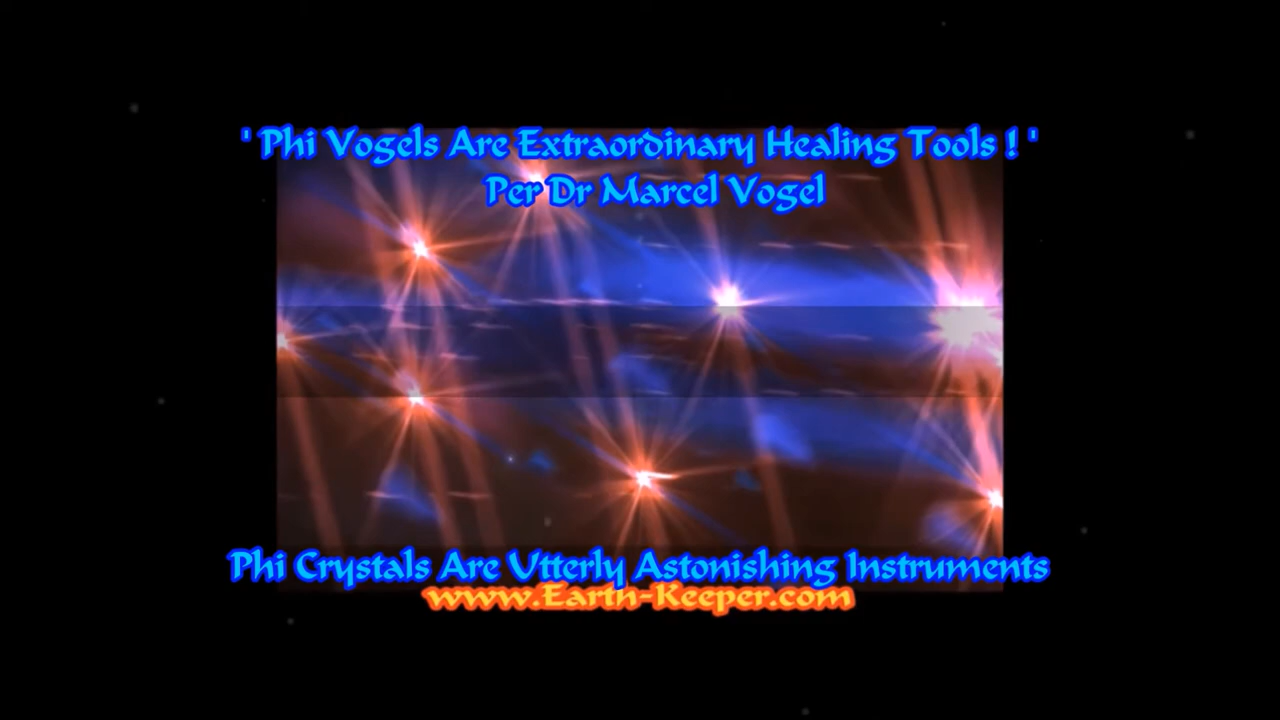 ' Phi Vogels Are Extraordinary Healing Tools ! '
Per Dr Marcel Vogel
Phi Crystals Are Utterly Astonishing Instruments
www.Earth-Keeper.com